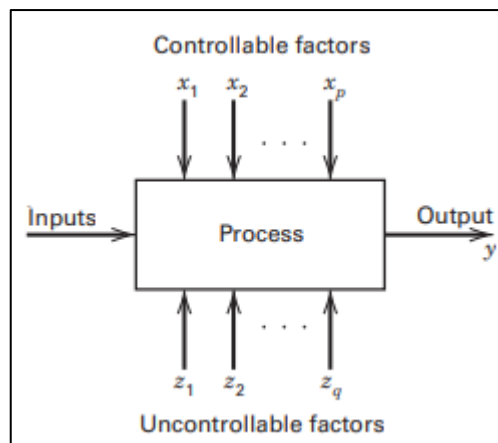 Controllable factors
x1 x2 . . . xp
Inputs
Process
Output
y
. . .
z1 z2 zq
Uncontrollable factors